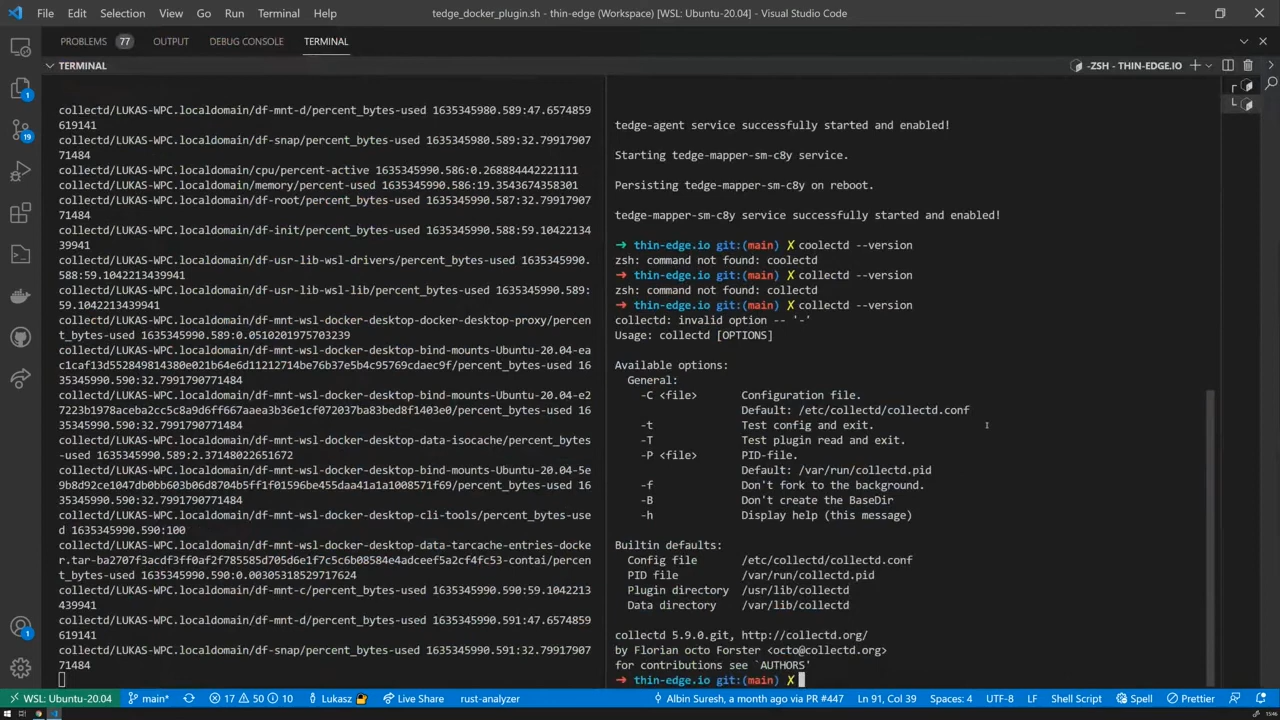 File Edit Selection View Go Run Terminal Help
tedge_docker_plugin.sh - thin-edge (Workspace) [WSL: Ubuntu-20.04] - Visual Studio Code
PROBLEMS 77 OUTPUT DEBUG CONSOLE TERMINAL
TERMINAL
-ZSH - THIN-EDGE.IO
collectd/LUKAS-WPC.localdomain/df-mnt-d/percent_bytes-used 1635345980.589:47.6574859
619141
collectd/LUKAS-WPC.localdomain/df-snap/percent_bytes-used 1635345980.589:32.79917907
71484
collectd/LUKAS-WPC.localdomain/cpu/percent-active 1635345990.586:0.268884442221111
collectd/LUKAS-WPC.localdomain/memory/percent-used 1635345990.586:19.3543674358301
collectd/LUKAS-WPC.localdomain/df-root/percent_bytes-used 1635345990.587:32.79917907
71484
collectd/LUKAS-WPC.localdomain/df-init/percent_bytes-used 1635345990.588:59.10422134
39941
collectd/LUKAS-WPC.localdomain/df-usr-lib-wsl-drivers/percent_bytes-used 1635345990.
588:59.1042213439941
collectd/LUKAS-WPC.localdomain/df-usr-lib-wsl-lib/percent_bytes-used 1635345990.589:
59.1042213439941
collectd/LUKAS-WPC.localdomain/df-mnt-wsl-docker-desktop-docker-desktop-proxy/percen
t_bytes-used 1635345990.589:0.0510201975703239
collectd/LUKAS-WPC.localdomain/df-mnt-wsl-docker-desktop-bind-mounts-Ubuntu-20.04-ea
c1caf13d552849814380e021b64e6d11212714be76b37e5b4c95769cdaec9f/percent_bytes-used 16
35345990.590:32.7991790771484
collectd/LUKAS-WPC.localdomain/df-mnt-wsl-docker-desktop-bind-mounts-Ubuntu-20.04-e2
7223b1978aceba2cc5c8a9d6ff667aaea3b36e1cf072037ba83bed8f1403e0/percent_bytes-used 16
35345990.590:32.7991790771484
collectd/LUKAS-WPC.localdomain/df-mnt-wsl-docker-desktop-data-isocache/percent_bytes
-used 1635345990.589:2.37148022651672
collectd/LUKAS-WPC.localdomain/df-mnt-wsl-docker-desktop-bind-mounts-Ubuntu-20.04-5e
9b8d92ce1047db0bb603b06f68704b5ff1f01596be455daa41a1a1008571f69/percent_bytes-used 16
35345990.590:32.7991790771484
collectd/LUKAS-WPC.localdomain/df-mnt-wsl-docker-desktop-cli-tools/percent_bytes-use
d 1635345990.590:100
collectd/LUKAS-WPC.localdomain/df-mnt-wsl-docker-desktop-data-tarcache-entries-docke
r.tar-ba2707f3acdf3ff0af2f785585d705d6e1f7c5c6b08584e4adceef5a2cf4fc53-contai/percen
t_bytes-used 1635345990.590:0.00305318529717624
collectd/LUKAS-WPC.localdomain/df-mnt-c/percent_bytes-used 1635345990.590:59.1042213
439941
collectd/LUKAS-WPC.localdomain/df-mnt-d/percent_bytes-used 1635345990.591:47.6574859
619141
collectd/LUKAS-WPC.localdomain/df-snap/percent_bytes-used 1635345990.591:32.79917907
71484
tedge-agent service successfully started and enabled!
Starting tedge-mapper-sm-c8y service.
Persisting tedge-mapper-sm-c8y on reboot.
tedge-mapper-sm-c8y service successfully started and enabled!
➜ thin-edge.io git:(main) ✗ coolectd --version
zsh: command not found: coolectd
➜ thin-edge.io git:(main) ✗ collectd --version
zsh: command not found: collectd
➜ thin-edge.io git:(main) ✗ collectd --version
collectd: invalid option -- '-'
Usage: collectd [OPTIONS]
Available options:
General:
-C <file> Configuration file.
Default: /etc/collectd/collectd.conf
-t Test config and exit.
-T Test plugin read and exit.
-P <file> PID-file.
Default: /var/run/collectd.pid
-f Don't fork to the background.
-B Don't create the BaseDir
-h Display help (this message)
Builtin defaults:
Config file /etc/collectd/collectd.conf
PID file /var/run/collectd.pid
Plugin directory /usr/lib/collectd
Data directory /var/lib/collectd
collectd 5.9.0.git, http://collectd.org/
by Florian octo Forster <octo@collectd.org>
for contributions see `AUTHORS'
➜ thin-edge.io git:(main) ✗
1
19
1
WSL: Ubuntu-20.04 main* 17 50 10 Lukasz Live Share rust-analyzer Albin Suresh, a month ago via PR #447 Ln 91, Col 39 Spaces: 4 UTF-8 LF Shell Script Spell Prettier
15:46